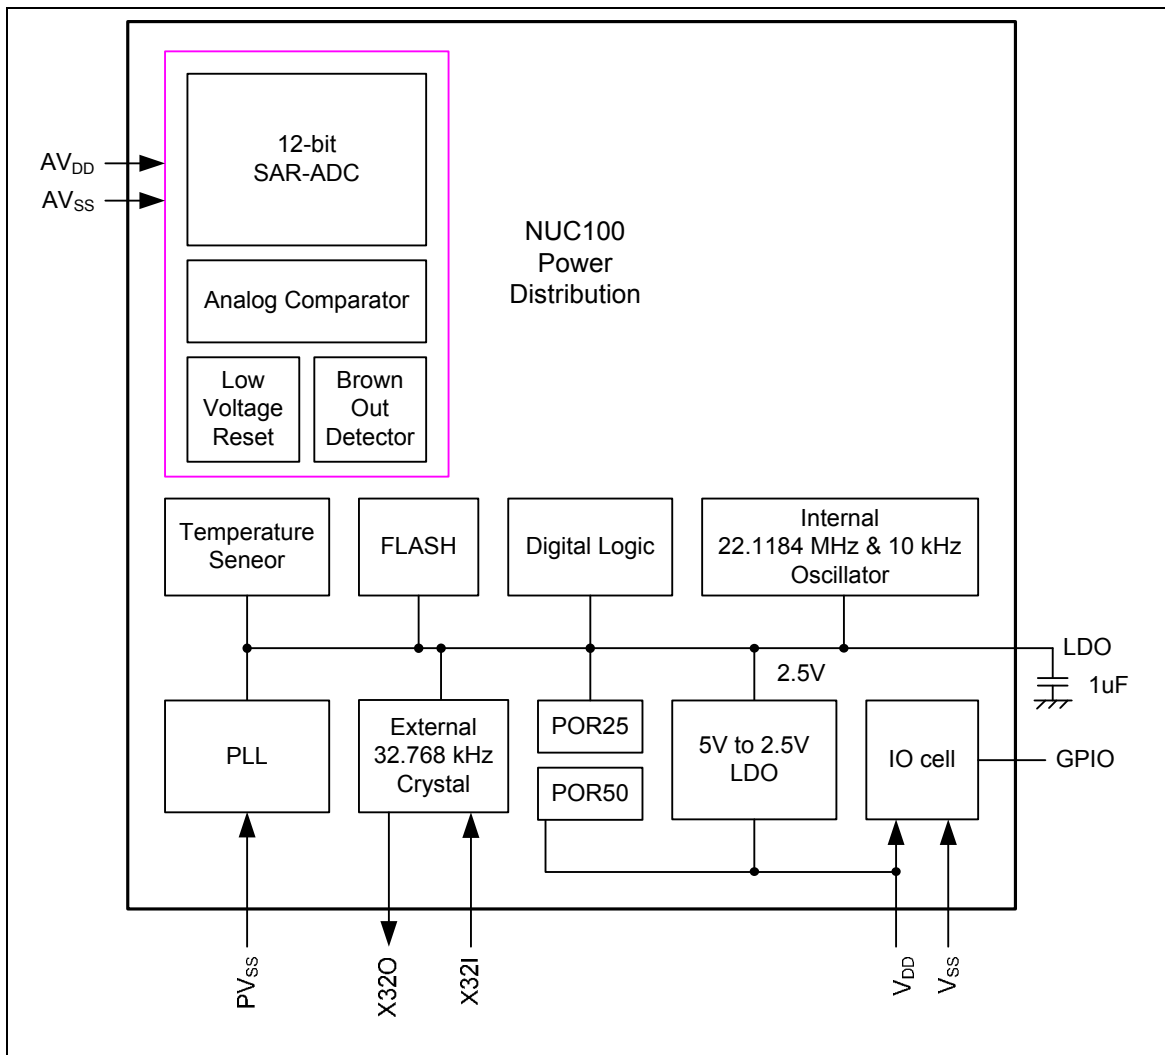 12-bit
SAR-ADC
AVDD
AVSS
NUC100
Power
Distribution
Analog Comparator
Low
Voltage
Reset
Brown
Out
Detector
Temperature
Seneor
FLASH
Digital Logic
Internal
22.1184 MHz & 10 kHz
Oscillator
LDO
2.5V
1uF
PLL
External
32.768 kHz
Crystal
POR25
POR50
5V to 2.5V
LDO
IO cell
GPIO
PVSS
X32O
X32I
VDD
VSS